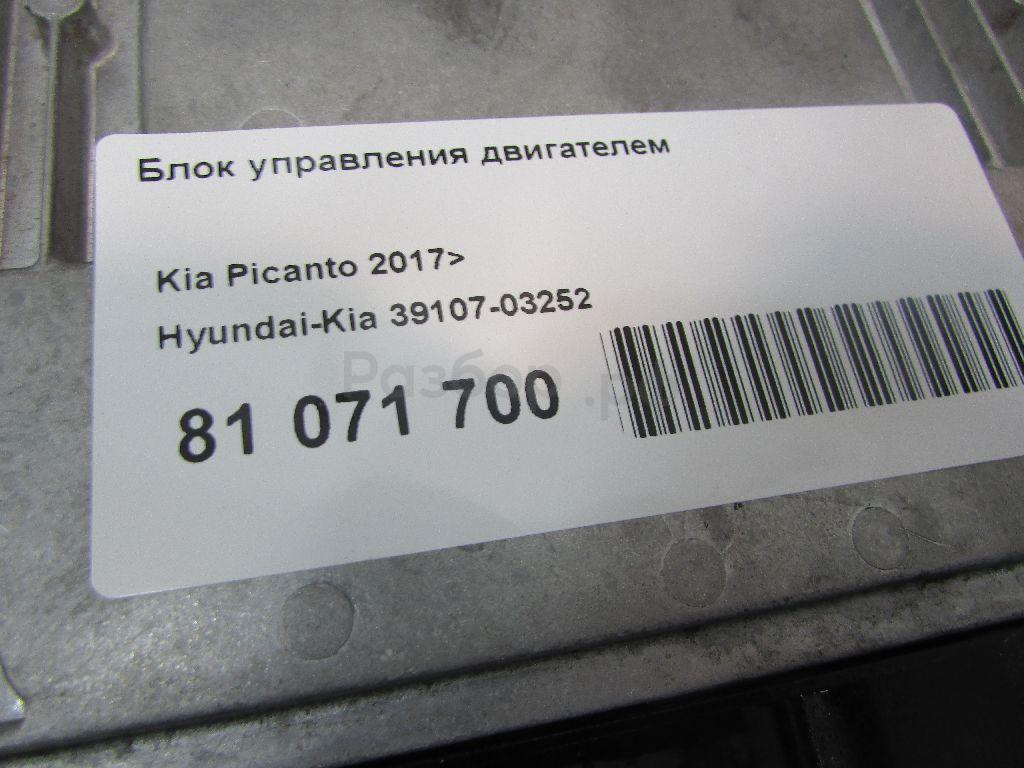 Блок управления двигателем
Kia Picanto 2017>
Hyundai-Kia 39107-03252
81 071 700